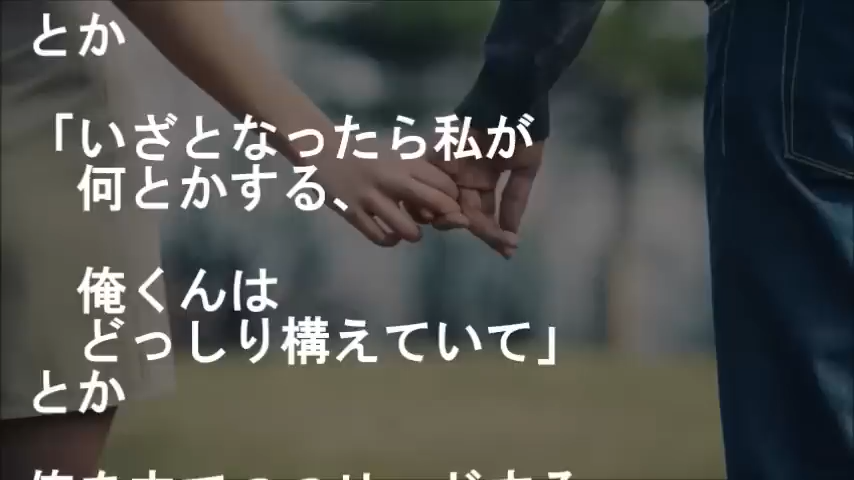 とか
「いざとなったら私が
何とかする、
俺くんは
どっしり構えていて」
とか